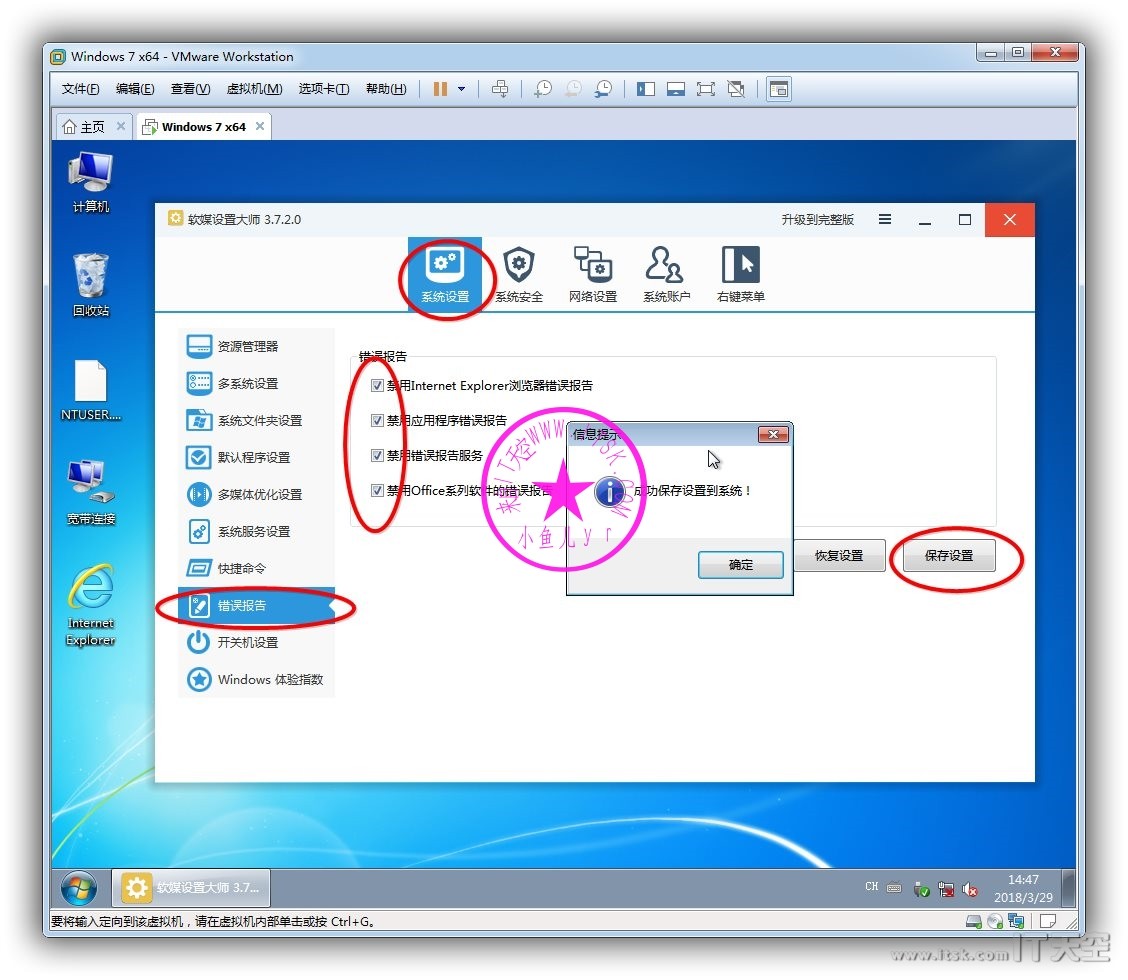 Windows 7 x64 - VMware Workstation
文件(F) 编辑(E) 查看(V) 虚拟机(M) 选项卡(T) 帮助(H)
主页 Windows 7 x64
计算机
回收站
NTUSER....
宽带连接
Internet
Explorer
软媒设置大师 3.7.2.0 升级到完整版
系统设置 系统安全 网络设置 系统账户 右键菜单
资源管理器
多系统设置
系统文件夹设置
默认程序设置
多媒体优化设置
系统服务设置
快捷命令
错误报告
开关机设置
Windows 体验指数
错误报告
禁用Internet Explorer浏览器错误报告
禁用应用程序错误报告
禁用错误报告服务
禁用Office系列软件的错误报告
信息提示
成功保存设置到系统！
确定
恢复设置 保存设置
小鱼儿yr
软媒设置大师 3.7...
CH
14:47
2018/3/29
要将输入定向到该虚拟机，请在虚拟机内部单击或按 Ctrl+G。
www.itsk.com IT天空